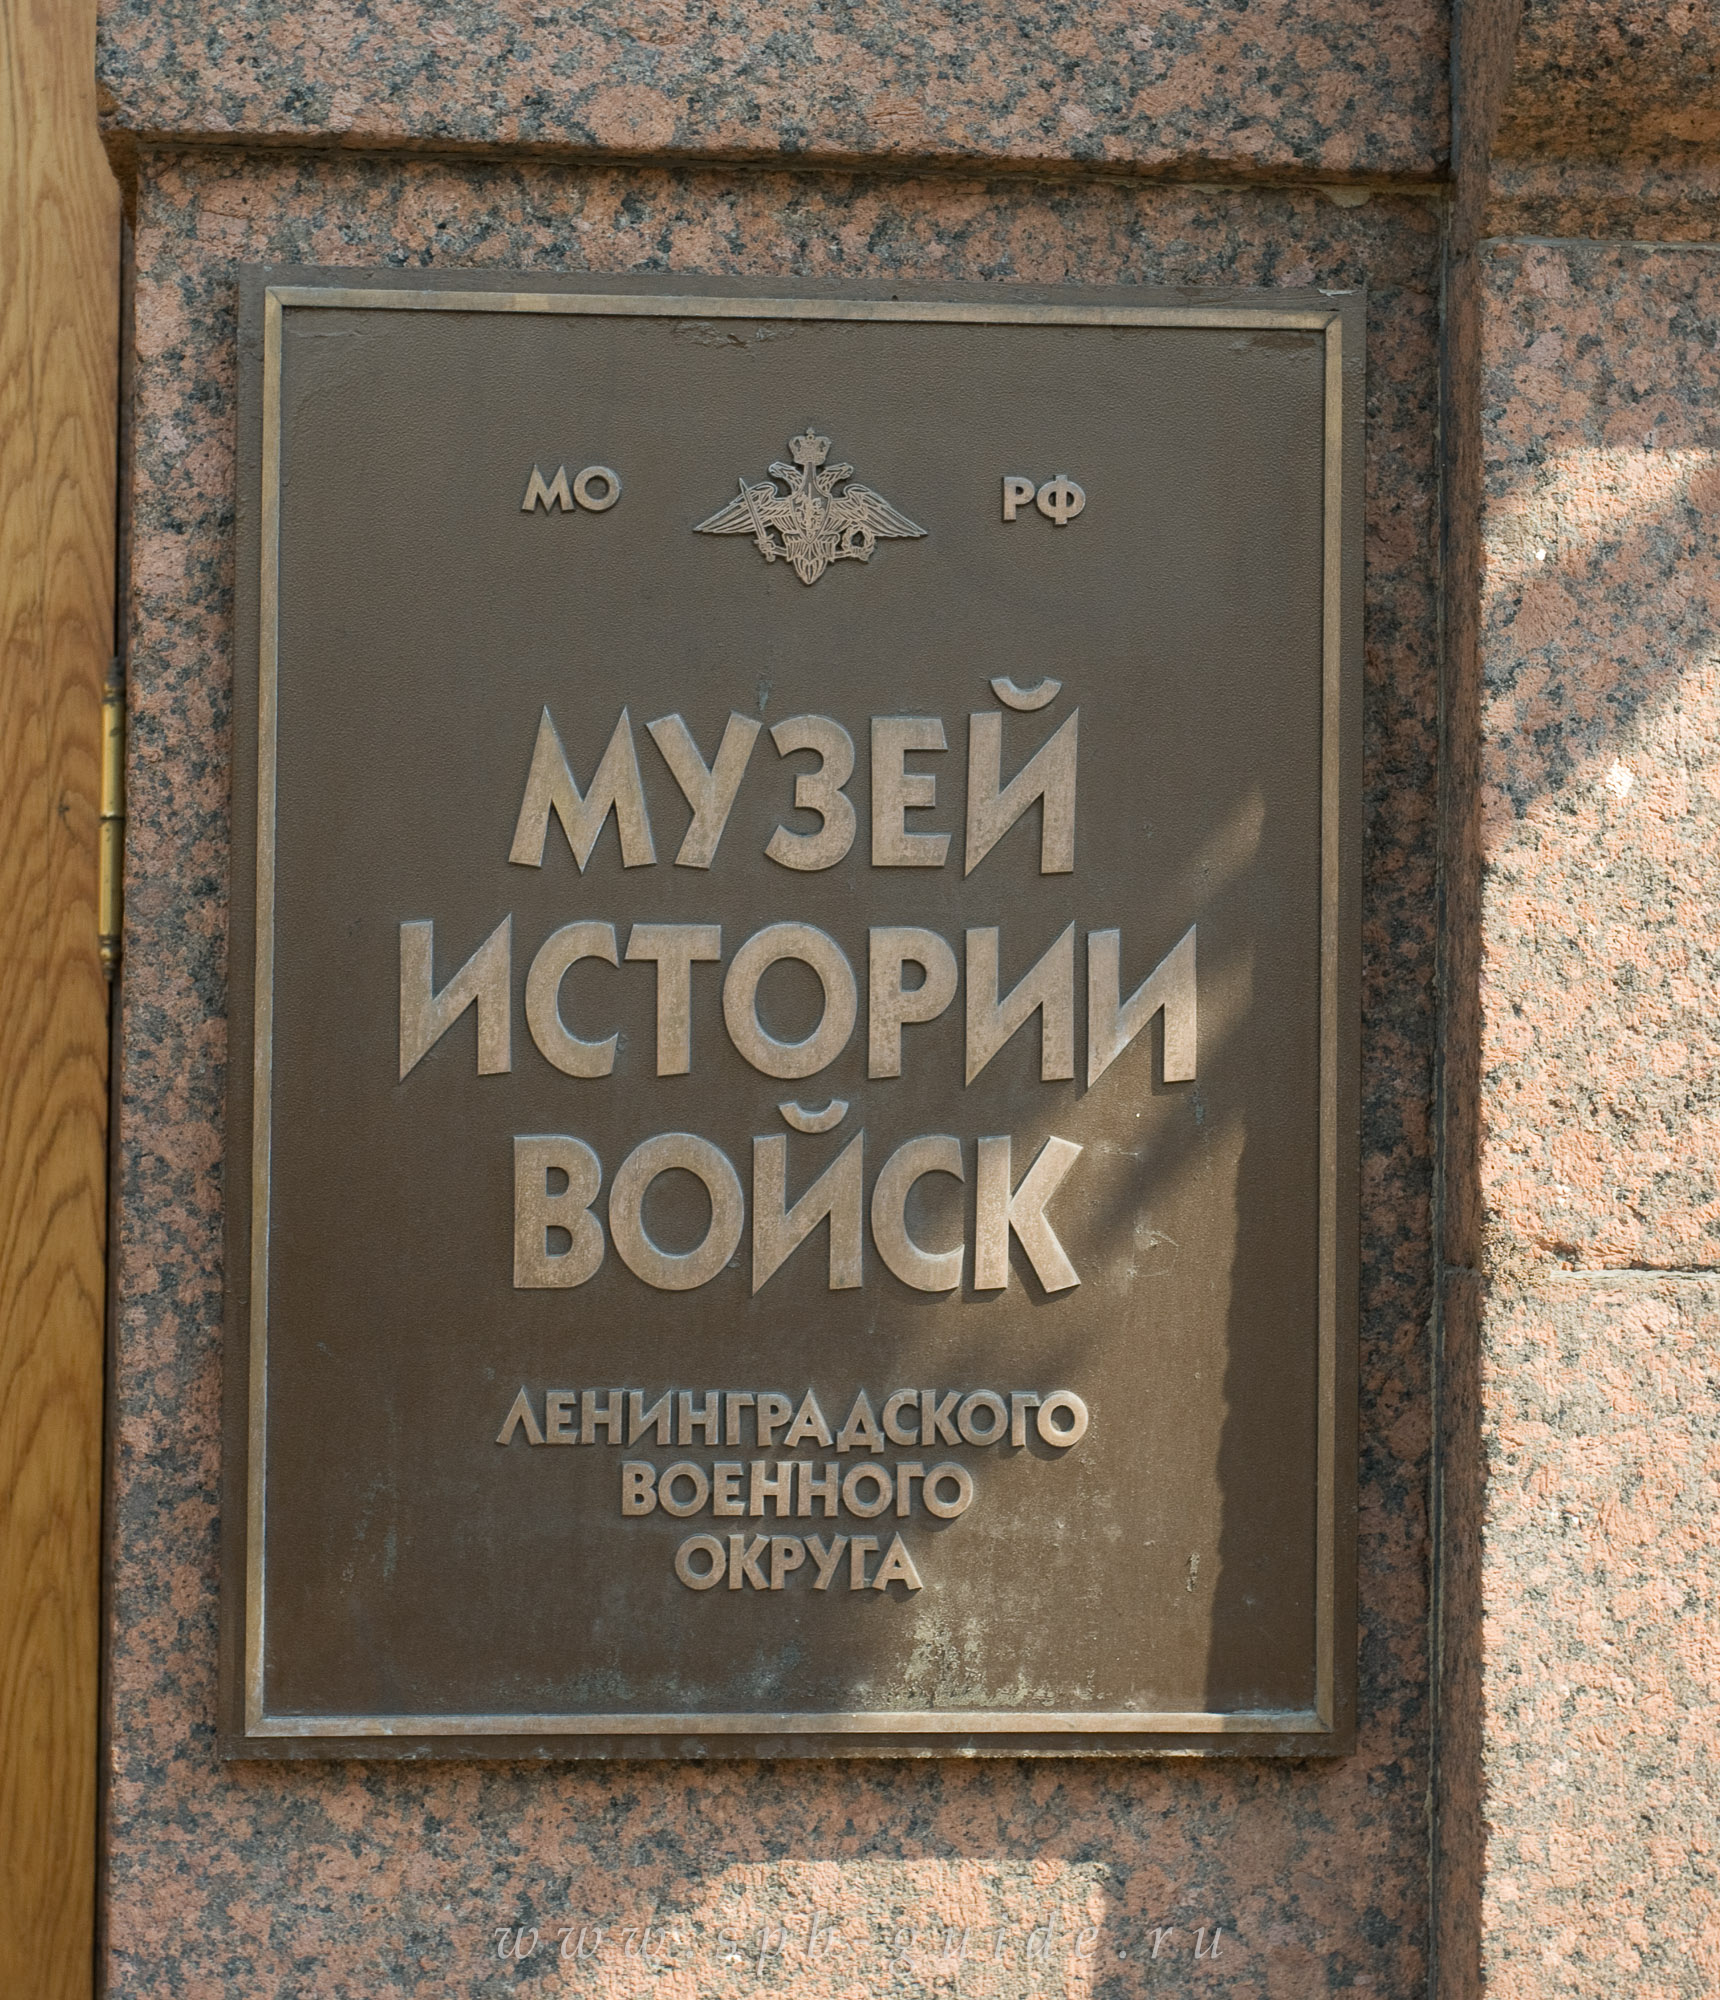 МО РФ
МУЗЕЙ
ИСТОРИИ
ВОЙСК
ЛЕНИНГРАДСКОГО
ВОЕННОГО
ОКРУГА
www.spb-guide.ru